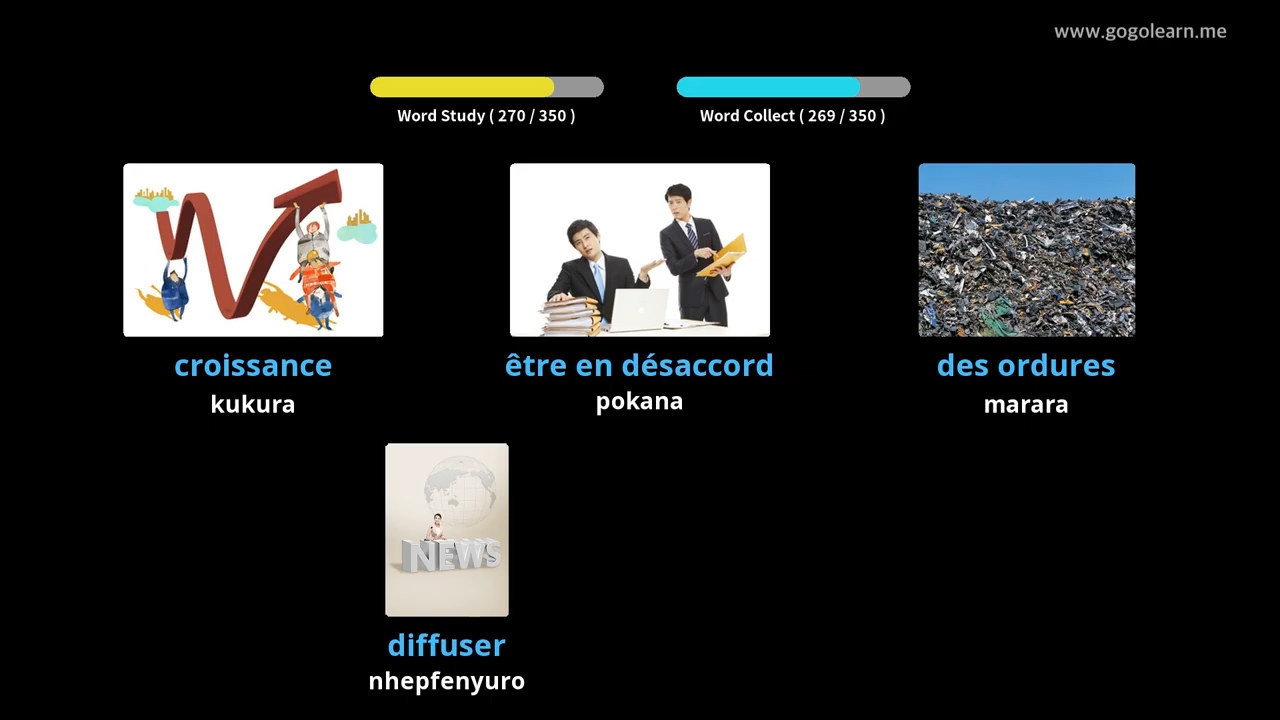 www.gogolearn.me
Word Study ( 270 / 350 )
Word Collect ( 269 / 350 )
croissance
kukura
être en désaccord
pokana
des ordures
marara
NEWS
diffuser
nhepfenyuro